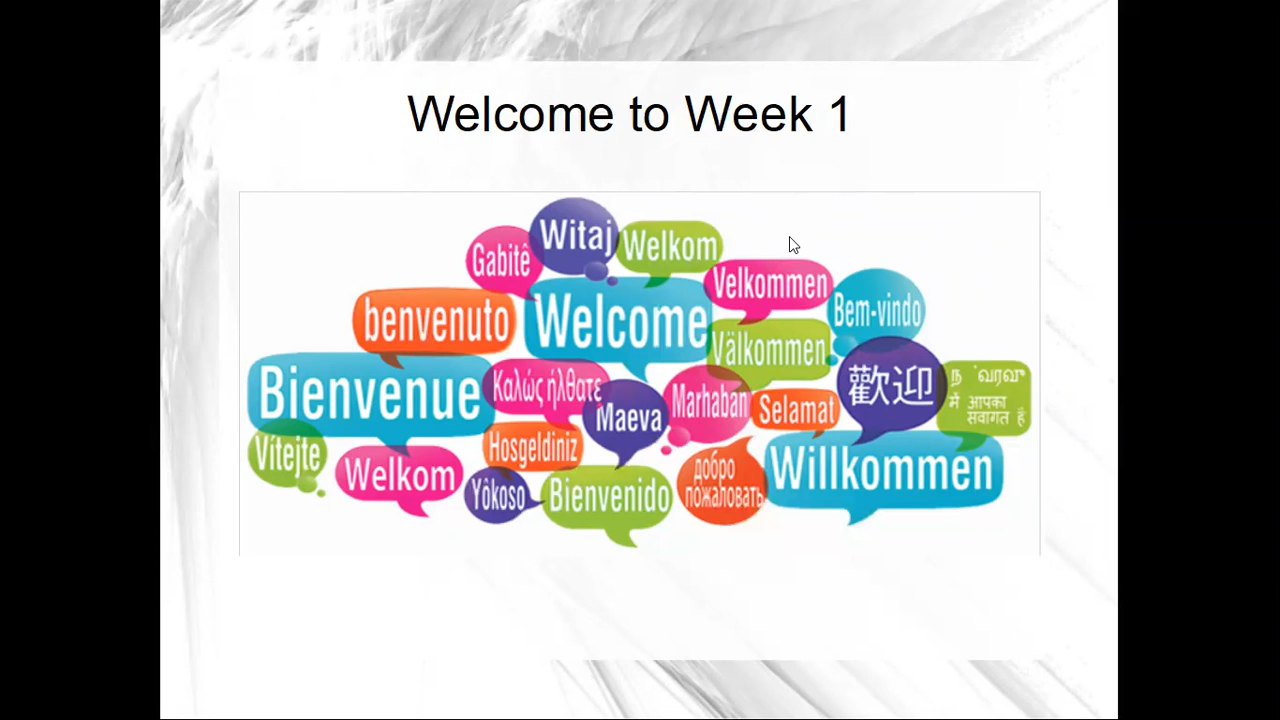 Welcome to Week 1
Witaj
Welkom
Gabitê
Velkommen
Bem-vindo
benvenuto
Welcome
Välkommen
Bienvenue
Καλώς ήλθατε
Maeva
Marhaban
Selamat
歡迎
में आपका
Vítejte
Welkom
Hosgeldiniz
Yôkoso
Bienvenido
добро
пожаловать
Willkommen